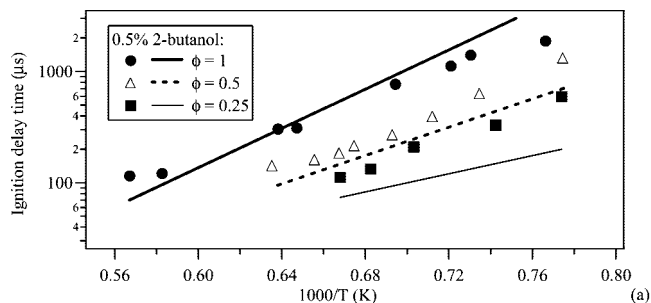 0.5% 2-butanol:
ϕ = 1
ϕ = 0.5
ϕ = 0.25
Ignition delay time (µs)
2
1000
6
4
2
100
6
4
0.56 0.60 0.64 0.68 0.72 0.76 0.80
1000/T (K) (a)